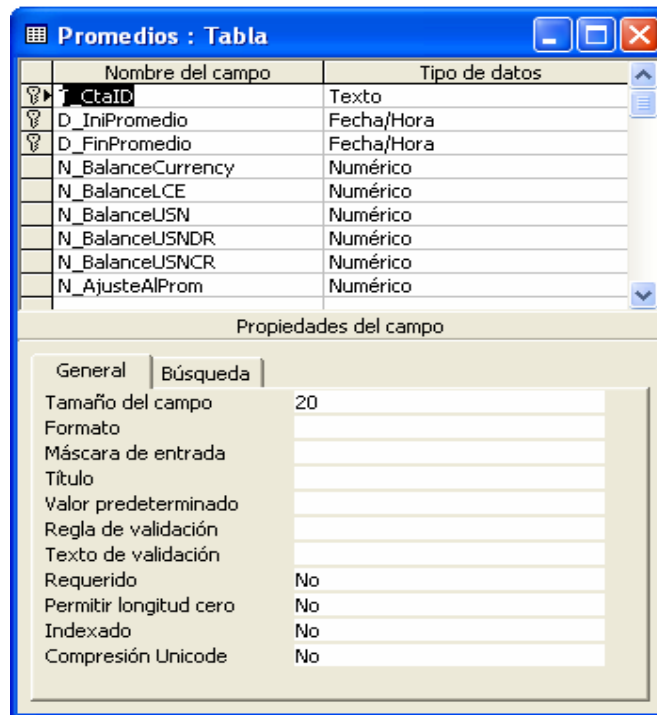 Promedios : Tabla
Nombre del campo Tipo de datos
T_CtaID Texto
D_IniPromedio Fecha/Hora
D_FinPromedio Fecha/Hora
N_BalanceCurrency Numérico
N_BalanceLCE Numérico
N_BalanceUSN Numérico
N_BalanceUSNDR Numérico
N_BalanceUSNCR Numérico
N_AjusteAlProm Numérico
Propiedades del campo
General Búsqueda
Tamaño del campo 20
Formato
Máscara de entrada
Título
Valor predeterminado
Regla de validación
Texto de validación
Requerido No
Permitir longitud cero No
Indexado No
Compresión Unicode No